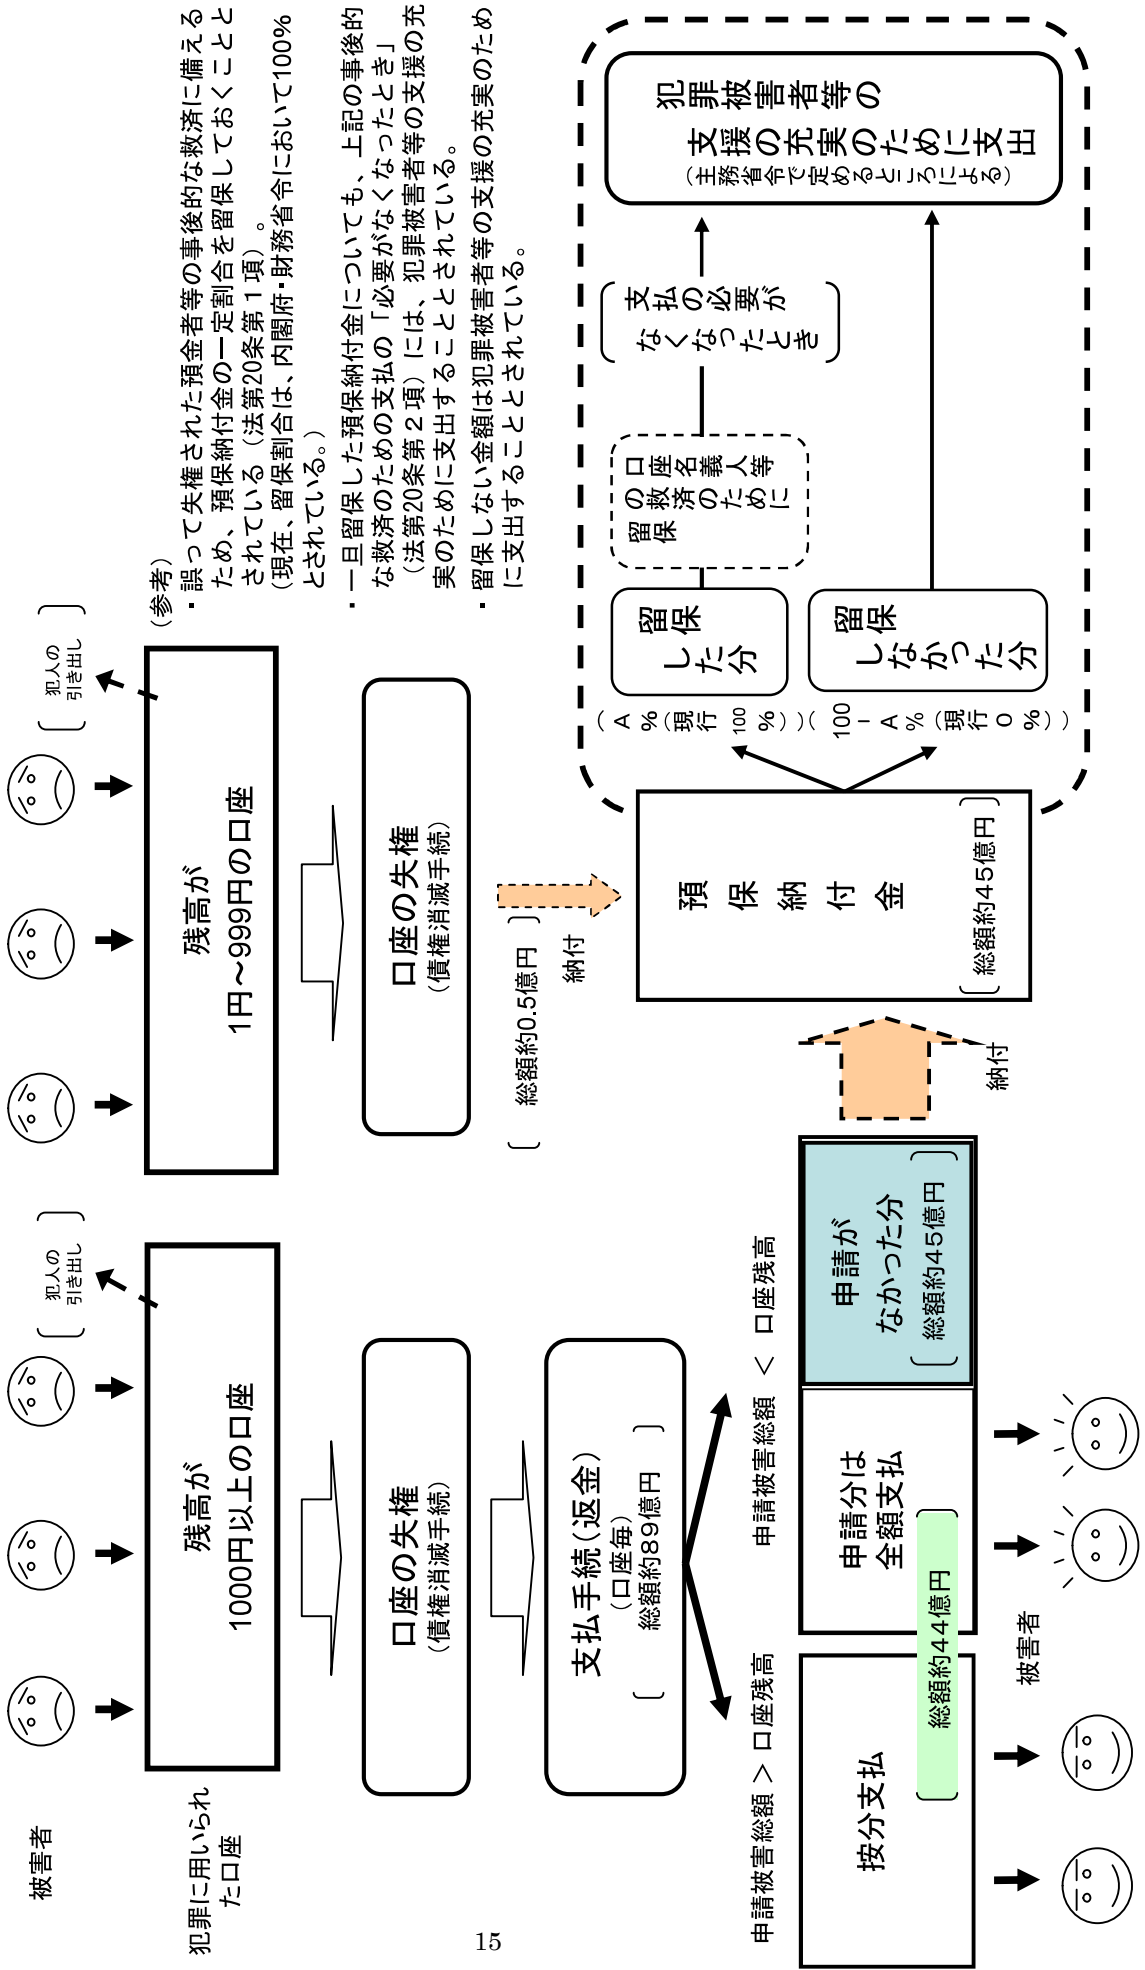 被害者
犯罪に用いられ
た口座
残高が
1000円以上の口座
犯人の
引き出し
残高が
1円～999円の口座
犯人の
引き出し
口座の失権
(債権消滅手続)
口座の失権
(債権消滅手続)
総額約0.5億円
納付
支払手続(返金)
(口座毎)
総額約89億円
申請被害総額 > 口座残高
申請被害総額 < 口座残高
按分支払
申請分は
全額支払
総額約44億円
申請が
なかった分
総額約45億円
被害者
納付
預保納付金
総額約45億円
(A%(現行100%))
(100-A%(現行0%))
留保
した分
留保
しなかった分
口座名義人等
の救済のために
留保
支払の必要が
なくなったとき
犯罪被害者等の
支援の充実のために支出
(主務省令で定めるところによる)
(参考)
・誤って失権された預金者等の事後的な救済に備える
ため、預保納付金の一定割合を留保しておくことと
されている（法第20条第１項）。
(現在、留保割合は、内閣府・財務省令において100%
とされている。)
・一旦留保した預保納付金についても、上記の事後的
な救済のための支払の「必要がなくなったとき」
（法第20条第２項）には、犯罪被害者等の支援の充
実のために支出することとされている。
・留保しない金額は犯罪被害者等の支援の充実のため
に支出することとされている。
15